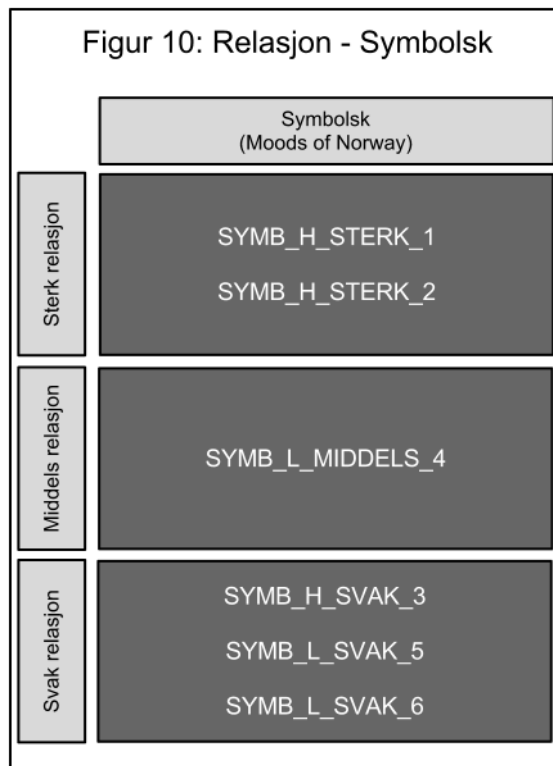 Figur 10: Relasjon - Symbolsk
Symbolsk
(Moods of Norway)
Sterk relasjon
SYMB_H_STERK_1
SYMB_H_STERK_2
Middels relasjon
SYMB_L_MIDDELS_4
Svak relasjon
SYMB_H_SVAK_3
SYMB_L_SVAK_5
SYMB_L_SVAK_6